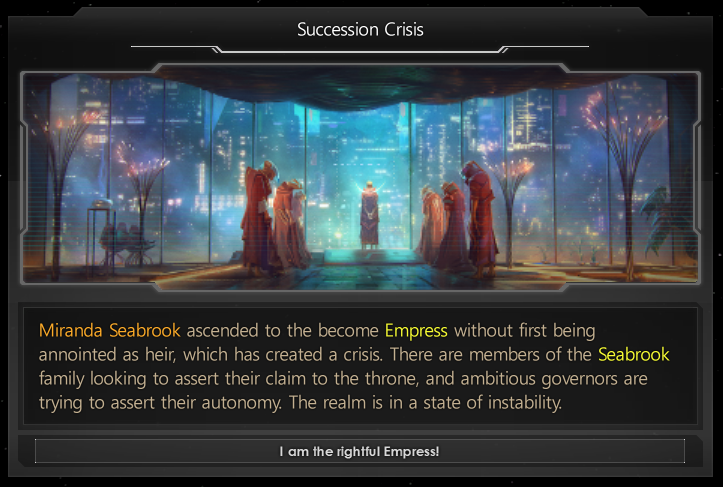 Succession Crisis
Miranda Seabrook ascended to the become Empress without first being
annointed as heir, which has created a crisis. There are members of the Seabrook
family looking to assert their claim to the throne, and ambitious governors are
trying to assert their autonomy. The realm is in a state of instability.
I am the rightful Empress!